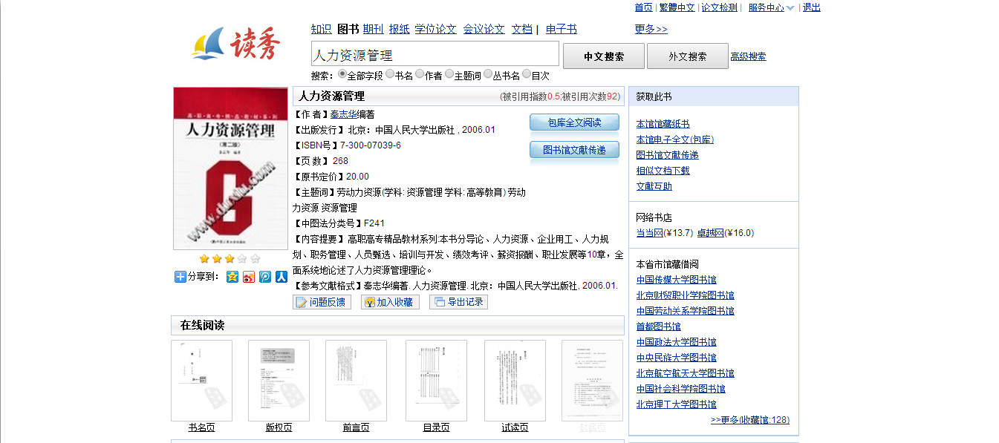 首页 | 繁體中文 | 论文检测 | 服务中心 | 退出
读秀
知识 图书 期刊 报纸 学位论文 会议论文 文档 | 电子书 更多>>
人力资源管理 中文搜索 外文搜索 高级搜索
搜索: 全部字段 书名 作者 主题词 丛书名 目次
高职高专精品教材系列
人力资源管理
(第二版)
www.duxiu.com
分享到:
人力资源管理 (被引用指数0.5;被引用次数92)
【作 者】秦志华编著
包库全文阅读
【出版发行】 北京：中国人民大学出版社 , 2006.01
【ISBN号】7-300-07039-6
图书馆文献传递
【页 数】 268
【原书定价】20.00
【主题词】劳动力资源(学科: 资源管理 学科: 高等教育) 劳动
力资源 资源管理
【中图法分类号】F241
【内容提要】 高职高专精品教材系列:本书分导论、人力资源、企业用工、人力规
划、职务管理、人员甄选、培训与开发、绩效考评、薪资报酬、职业发展等10章，全
面系统地论述了人力资源管理理论。
【参考文献格式】秦志华编著. 人力资源管理. 北京：中国人民大学出版社, 2006.01.
问题反馈 加入收藏 导出记录
在线阅读
书名页 版权页 前言页 目录页 试读页 封底页
获取此书
本馆馆藏纸书
本馆电子全文(包库)
图书馆文献传递
相似文档下载
文献互助
网络书店
当当网(¥13.7) 卓越网(¥16.0)
本省市馆藏借阅
中国传媒大学图书馆
北京财贸职业学院图书馆
中国劳动关系学院图书馆
首都图书馆
中国政法大学图书馆
中央民族大学图书馆
北京航空航天大学图书馆
中国社会科学院图书馆
北京理工大学图书馆
>>更多(收藏馆:128)